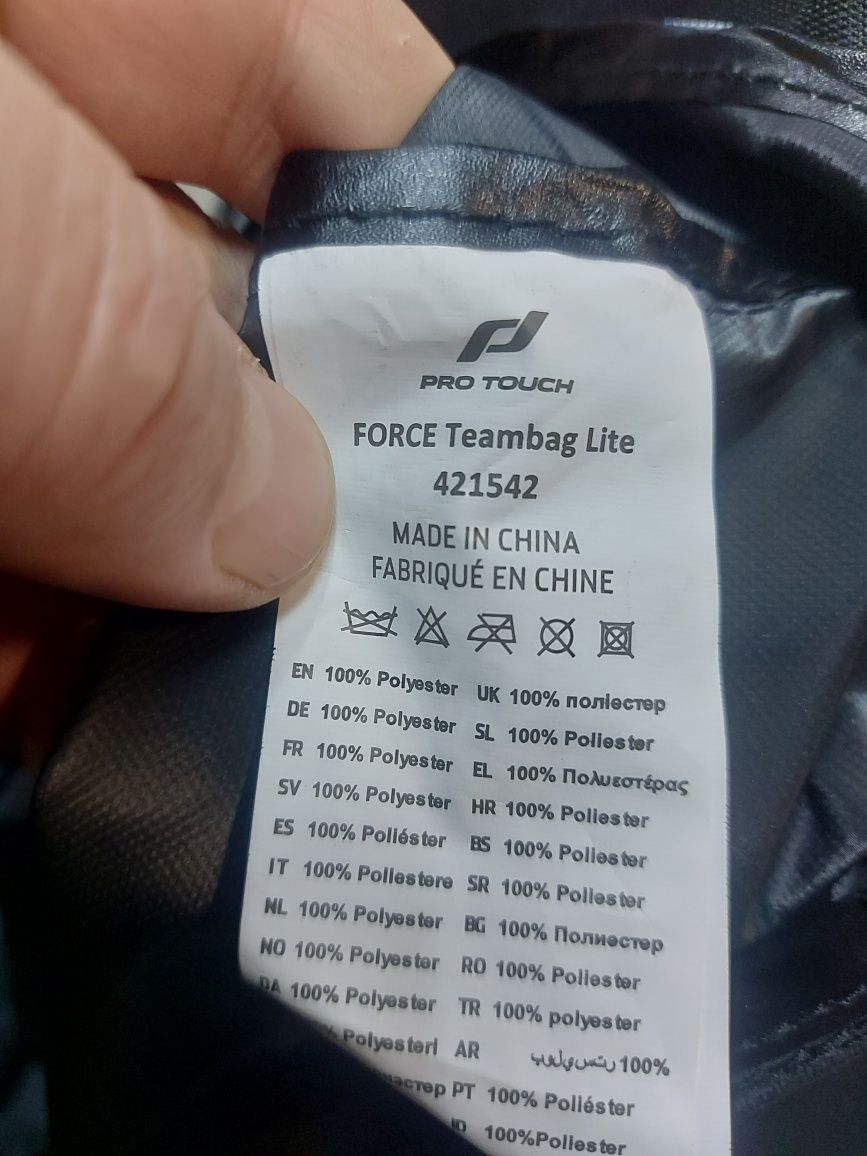 PRO TOUCH
FORCE Teambag Lite
421542
MADE IN CHINA
FABRIQUÉ EN CHINE
EN 100% Polyester UK 100% поліестер
DE 100% Polyester SL 100% Poliester
FR 100% Polyester EL 100% Πολυεστέρας
SV 100% Polyester HR 100% Poliester
ES 100% Poliéster BS 100% Poliester
IT 100% Poliestere SR 100% Poliester
NL 100% Polyester BG 100% Полиестер
NO 100% Polyester RO 100% Poliester
DA 100% Polyester TR 100% polyester
% Polyesteri AR 100% بوليستر
PT 100% Poliéster
100%Poliester